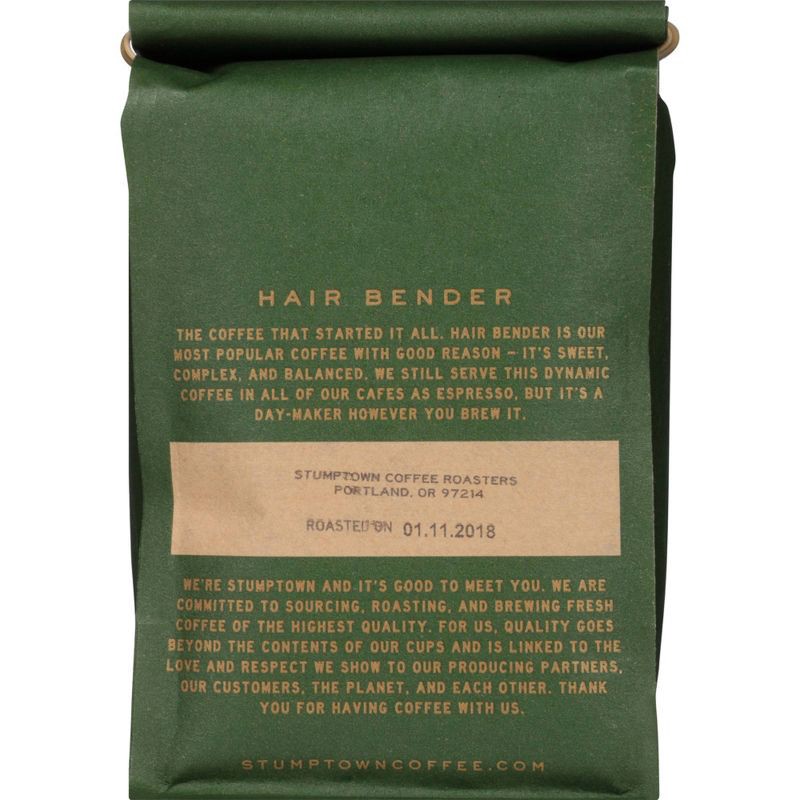 HAIR BENDER
THE COFFEE THAT STARTED IT ALL. HAIR BENDER IS OUR
MOST POPULAR COFFEE WITH GOOD REASON – IT'S SWEET,
COMPLEX, AND BALANCED. WE STILL SERVE THIS DYNAMIC
COFFEE IN ALL OF OUR CAFES AS ESPRESSO, BUT IT'S A
DAY-MAKER HOWEVER YOU BREW IT.
STUMPTOWN COFFEE ROASTERS
PORTLAND, OR 97214
ROASTED ON 01.11.2018
WE'RE STUMPTOWN AND IT'S GOOD TO MEET YOU. WE ARE
COMMITTED TO SOURCING, ROASTING, AND BREWING FRESH
COFFEE OF THE HIGHEST QUALITY. FOR US, QUALITY GOES
BEYOND THE CONTENTS OF OUR CUPS AND IS LINKED TO THE
LOVE AND RESPECT WE SHOW TO OUR PRODUCING PARTNERS,
OUR CUSTOMERS, THE PLANET, AND EACH OTHER. THANK
YOU FOR HAVING COFFEE WITH US.
STUMPTOWNCOFFEE.COM